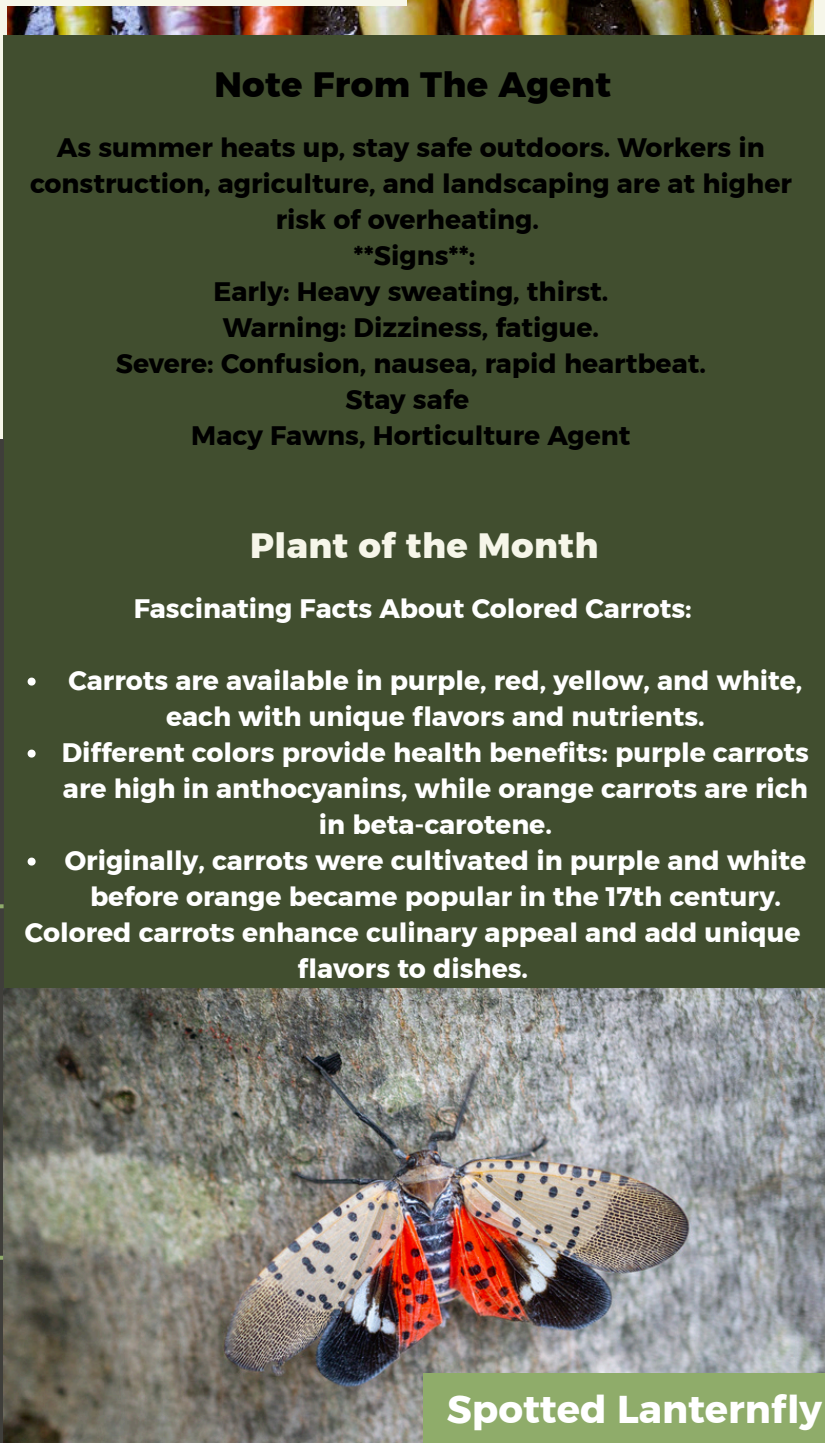 Note From The Agent
As summer heats up, stay safe outdoors. Workers in
construction, agriculture, and landscaping are at higher
risk of overheating.
**Signs**:
Early: Heavy sweating, thirst.
Warning: Dizziness, fatigue.
Severe: Confusion, nausea, rapid heartbeat.
Stay safe
Macy Fawns, Horticulture Agent
Plant of the Month
Fascinating Facts About Colored Carrots:
• Carrots are available in purple, red, yellow, and white,
each with unique flavors and nutrients.
• Different colors provide health benefits: purple carrots
are high in anthocyanins, while orange carrots are rich
in beta-carotene.
• Originally, carrots were cultivated in purple and white
before orange became popular in the 17th century.
Colored carrots enhance culinary appeal and add unique
flavors to dishes.
Spotted Lanternfly